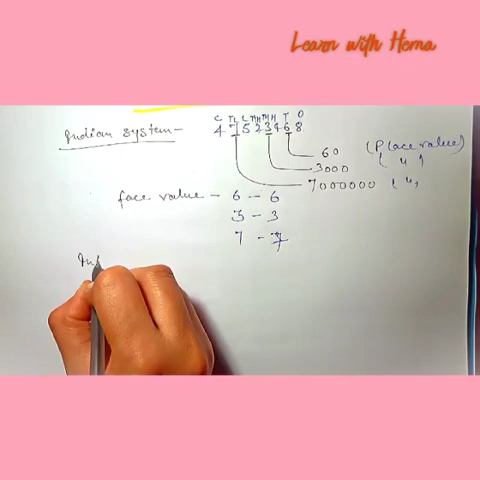 Learn with Hema
C TL L TTH TH H T O
Indian System - 4 7 5 2 3 4 6 8
60 (Place value)
3000 ( " )
7000000 ( ",
face value - 6 - 6
3 - 3
7 - 7